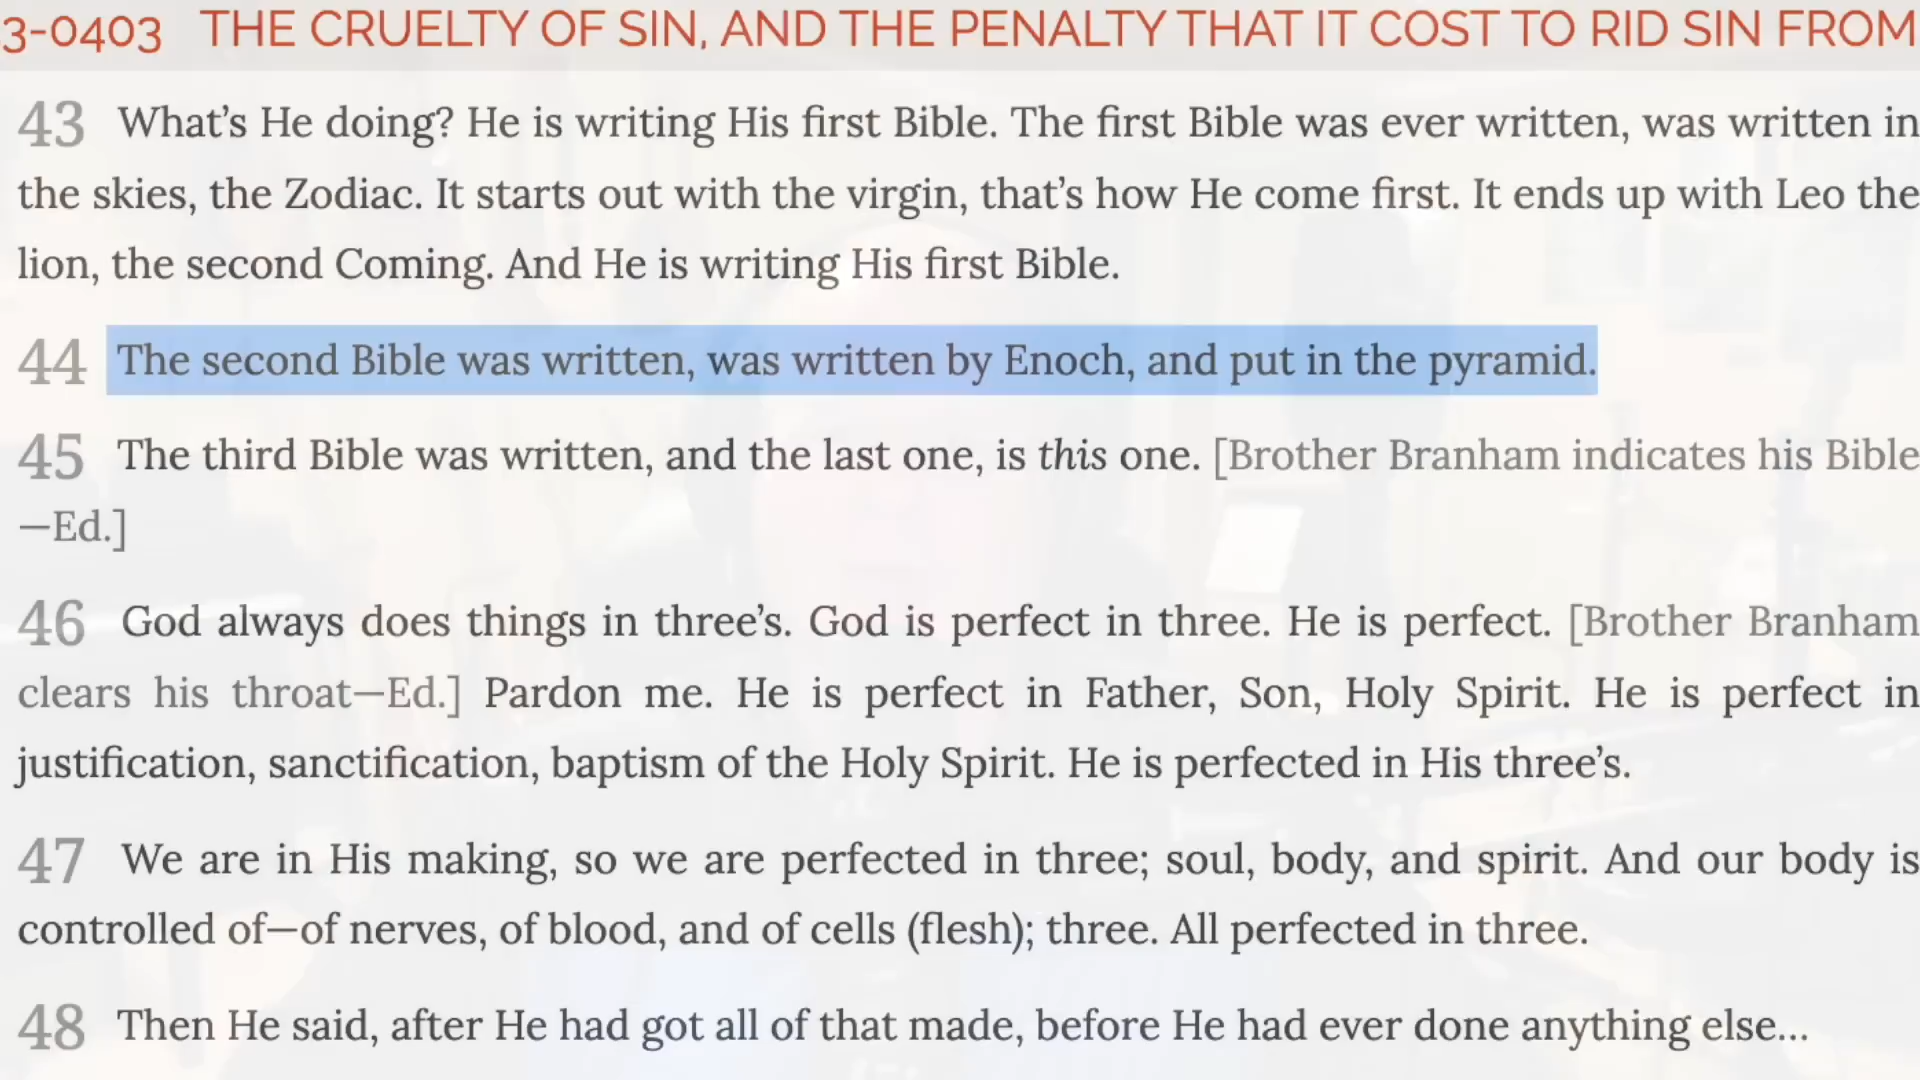 3-0403 THE CRUELTY OF SIN, AND THE PENALTY THAT IT COST TO RID SIN FROM
43 What's He doing? He is writing His first Bible. The first Bible was ever written, was written in
the skies, the Zodiac. It starts out with the virgin, that's how He come first. It ends up with Leo the
lion, the second Coming. And He is writing His first Bible.
44 The second Bible was written, was written by Enoch, and put in the pyramid.
45 The third Bible was written, and the last one, is this one. [Brother Branham indicates his Bible
—Ed.]
46 God always does things in three's. God is perfect in three. He is perfect. [Brother Branham
clears his throat—Ed.] Pardon me. He is perfect in Father, Son, Holy Spirit. He is perfect in
justification, sanctification, baptism of the Holy Spirit. He is perfected in His three's.
47 We are in His making, so we are perfected in three; soul, body, and spirit. And our body is
controlled of—of nerves, of blood, and of cells (flesh); three. All perfected in three.
48 Then He said, after He had got all of that made, before He had ever done anything else...